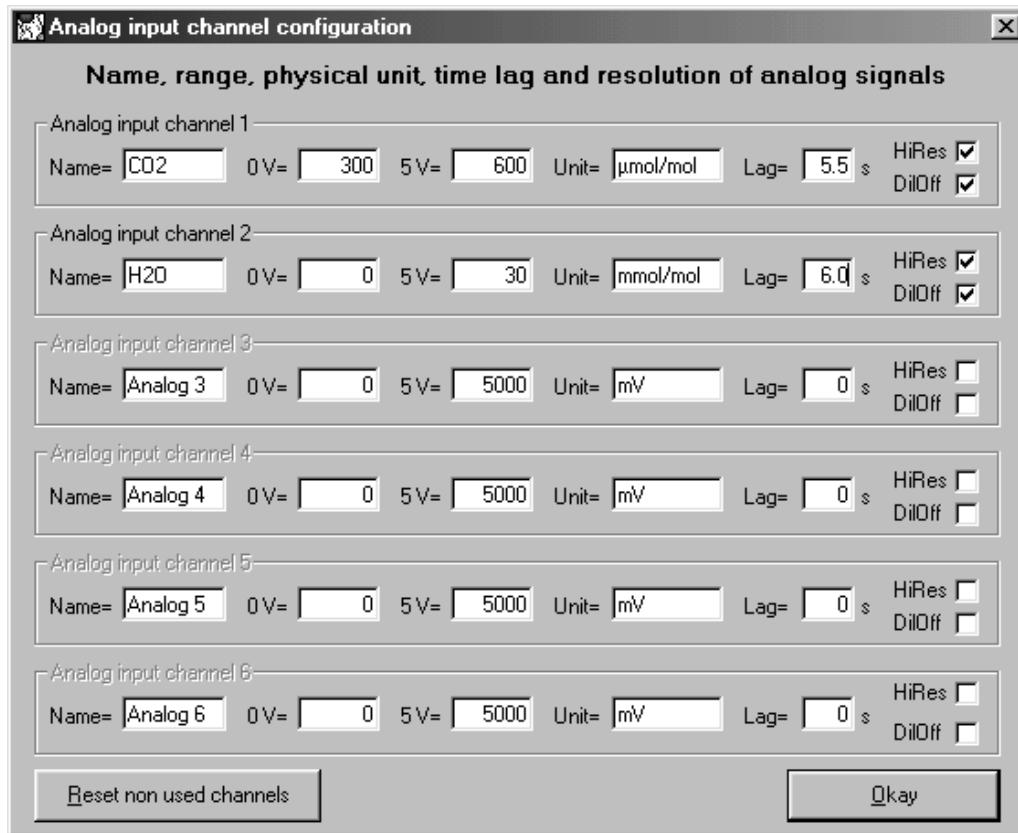 Analog input channel configuration
Name, range, physical unit, time lag and resolution of analog signals
Analog input channel 1
Name= CO2 0 V= 300 5 V= 600 Unit= µmol/mol Lag= 5.5 s HiRes
DilOff
Analog input channel 2
Name= H2O 0 V= 0 5 V= 30 Unit= mmol/mol Lag= 6.0 s HiRes
DilOff
Analog input channel 3
Name= Analog 3 0 V= 0 5 V= 5000 Unit= mV Lag= 0 s HiRes
DilOff
Analog input channel 4
Name= Analog 4 0 V= 0 5 V= 5000 Unit= mV Lag= 0 s HiRes
DilOff
Analog input channel 5
Name= Analog 5 0 V= 0 5 V= 5000 Unit= mV Lag= 0 s HiRes
DilOff
Analog input channel 6
Name= Analog 6 0 V= 0 5 V= 5000 Unit= mV Lag= 0 s HiRes
DilOff
Reset non used channels Okay